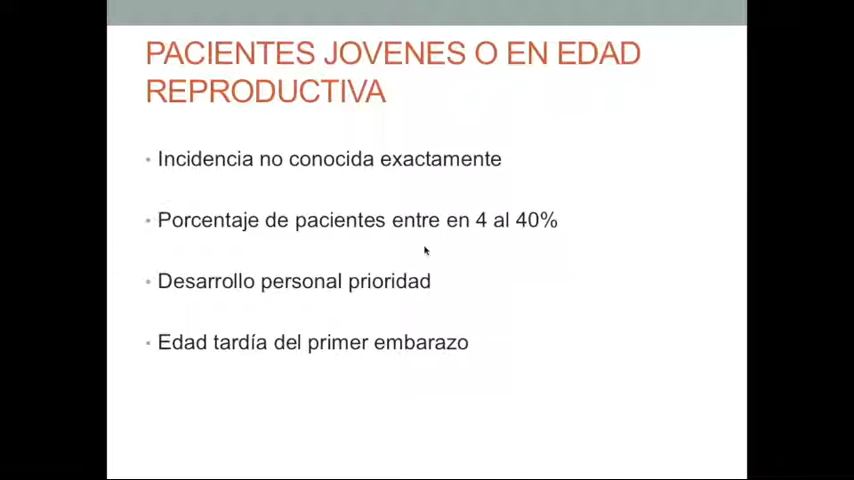 PACIENTES JOVENES O EN EDAD
REPRODUCTIVA
• Incidencia no conocida exactamente
• Porcentaje de pacientes entre en 4 al 40%
• Desarrollo personal prioridad
• Edad tardía del primer embarazo